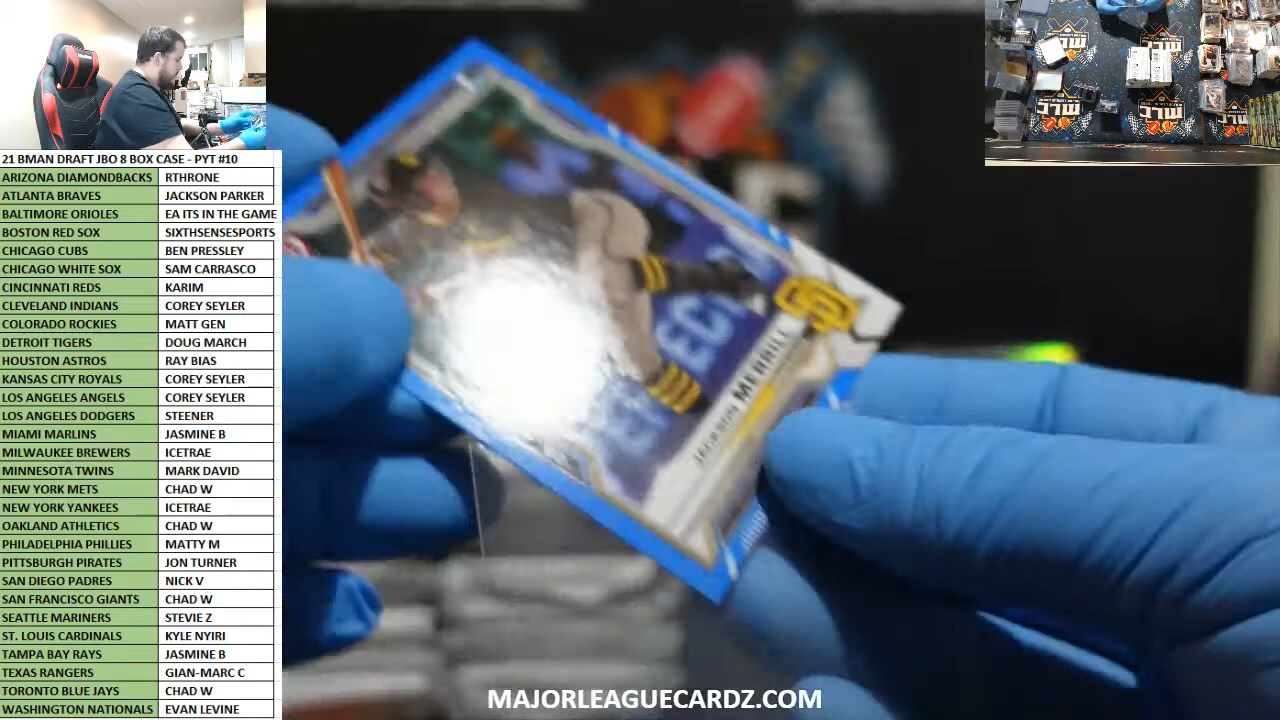 21 BMAN DRAFT JBO 8 BOX CASE - PYT #10
ARIZONA DIAMONDBACKS RTHRONE
ATLANTA BRAVES JACKSON PARKER
BALTIMORE ORIOLES EA ITS IN THE GAME
BOSTON RED SOX SIXTHSENSESPORTS
CHICAGO CUBS BEN PRESSLEY
CHICAGO WHITE SOX SAM CARRASCO
CINCINNATI REDS KARIM
CLEVELAND INDIANS COREY SEYLER
COLORADO ROCKIES MATT GEN
DETROIT TIGERS DOUG MARCH
HOUSTON ASTROS RAY BIAS
KANSAS CITY ROYALS COREY SEYLER
LOS ANGELES ANGELS COREY SEYLER
LOS ANGELES DODGERS STEENER
MIAMI MARLINS JASMINE B
MILWAUKEE BREWERS ICETRAE
MINNESOTA TWINS MARK DAVID
NEW YORK METS CHAD W
NEW YORK YANKEES ICETRAE
OAKLAND ATHLETICS CHAD W
PHILADELPHIA PHILLIES MATTY M
PITTSBURGH PIRATES JON TURNER
SAN DIEGO PADRES NICK V
SAN FRANCISCO GIANTS CHAD W
SEATTLE MARINERS STEVIE Z
ST. LOUIS CARDINALS KYLE NYIRI
TAMPA BAY RAYS JASMINE B
TEXAS RANGERS GIAN-MARC C
TORONTO BLUE JAYS CHAD W
WASHINGTON NATIONALS EVAN LEVINE
JACKSON MERRILL
SD
MAJORLEAGUECARDZ.COM